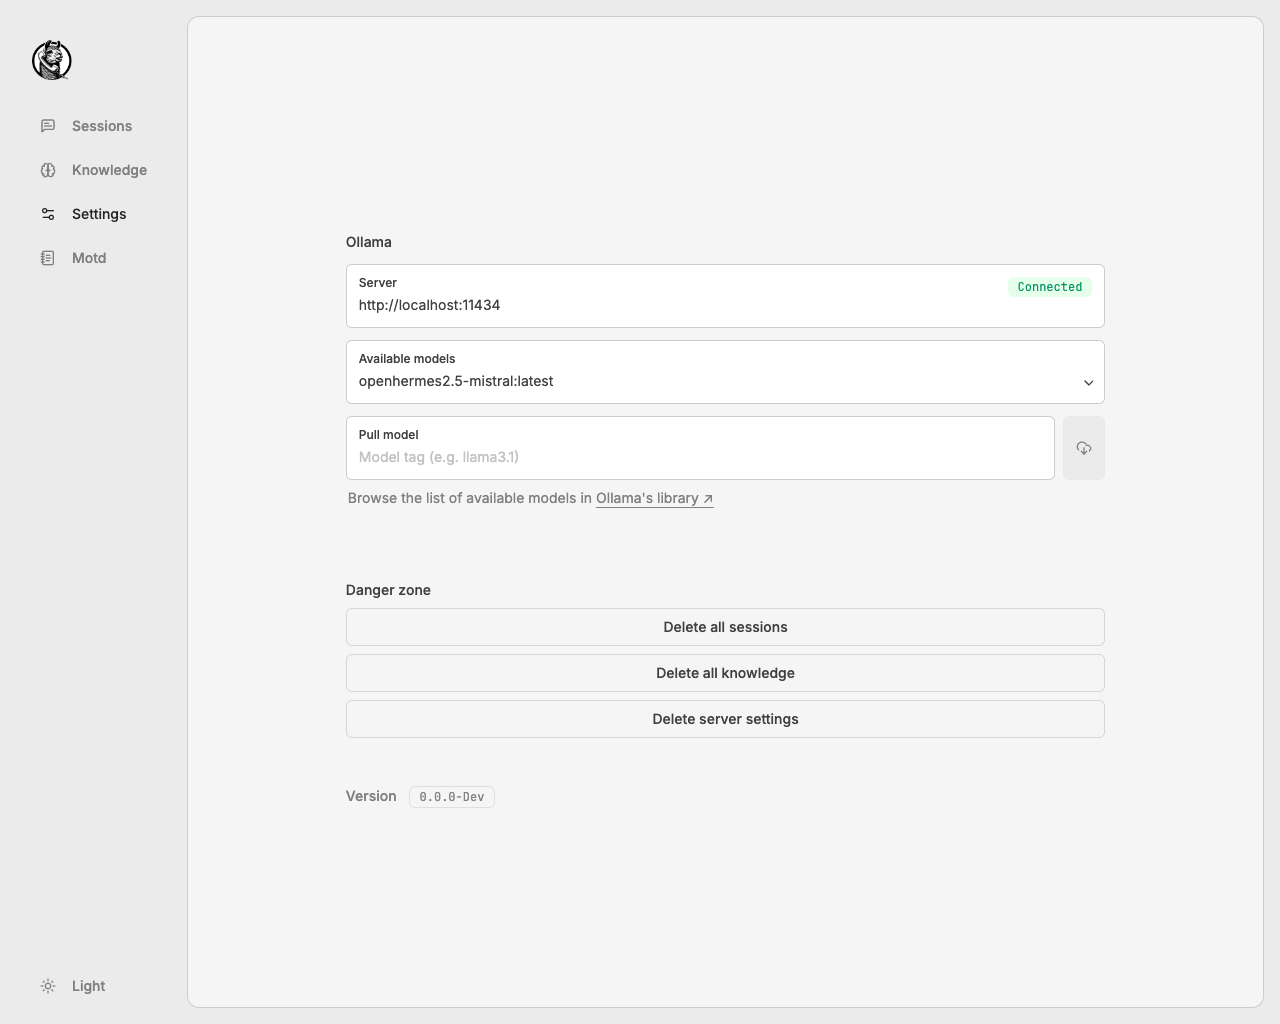 Sessions
Knowledge
Settings
Motd
Light
Ollama
Server
http://localhost:11434
Connected
Available models
openhermes2.5-mistral:latest
Pull model
Model tag (e.g. llama3.1)
Browse the list of available models in Ollama's library ↗
Danger zone
Delete all sessions
Delete all knowledge
Delete server settings
Version 0.0.0-Dev